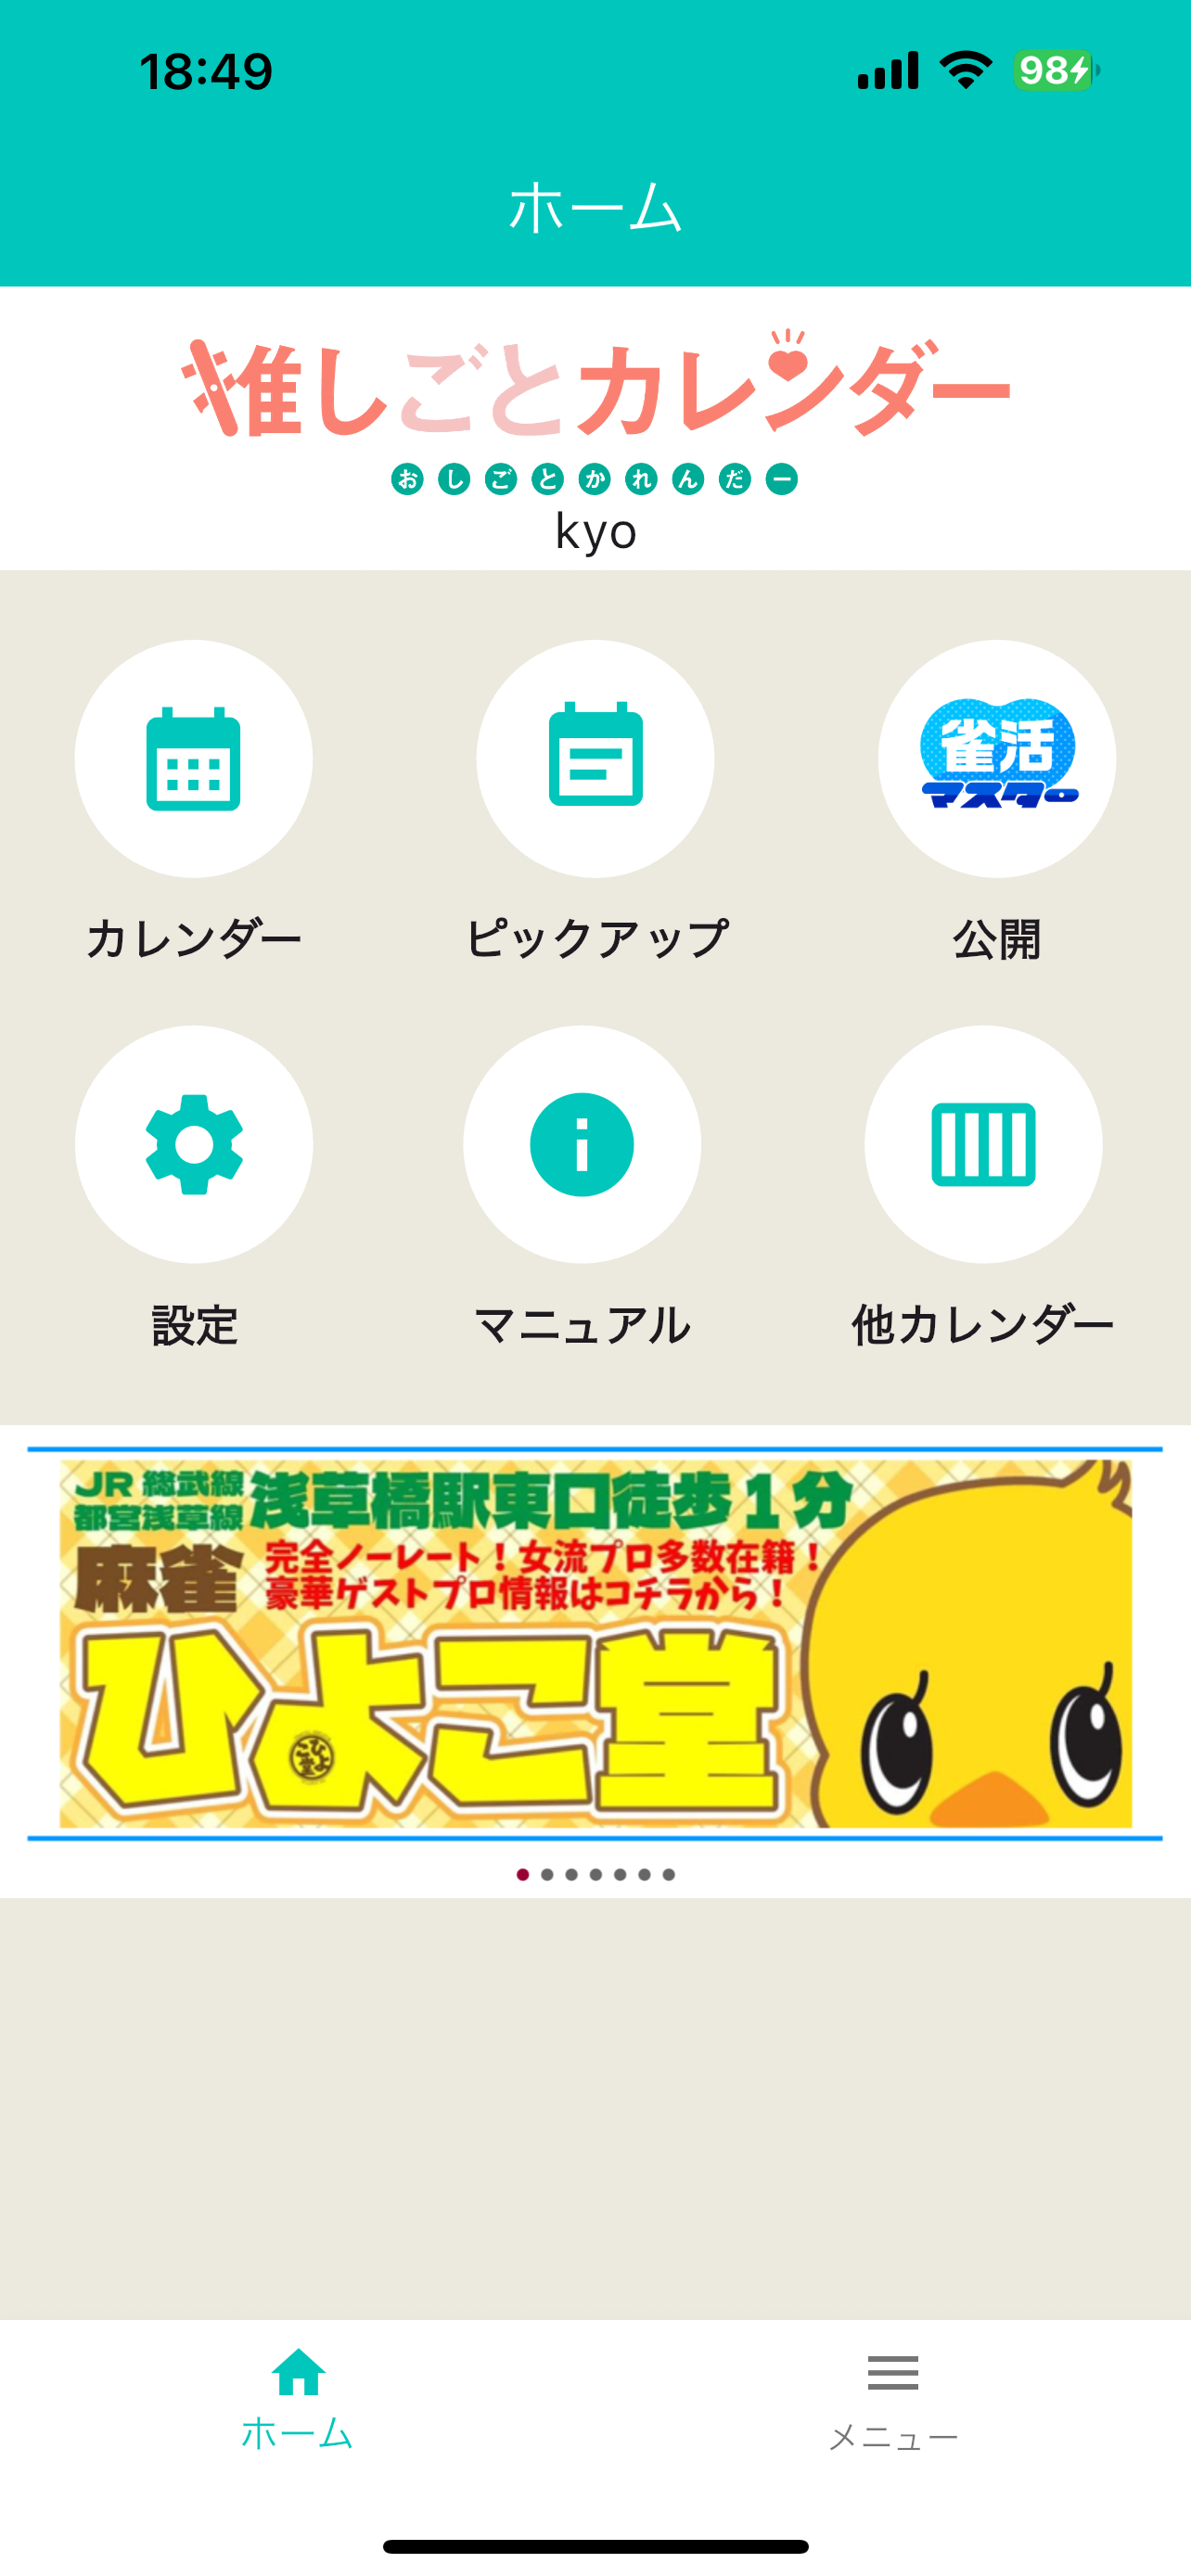 18:49
98
ホーム
推しごとカレンダー
おしごとかれんだー
kyo
雀活
マスター
カレンダー
ピックアップ
公開
設定
マニュアル
他カレンダー
JR 総武線
都営浅草線
浅草橋駅東口徒歩1分
麻雀
完全ノーレート!女流プロ多数在籍!
豪華ゲストプロ情報はコチラから!
ひよこ堂
ひよこ堂
ホーム
メニュー